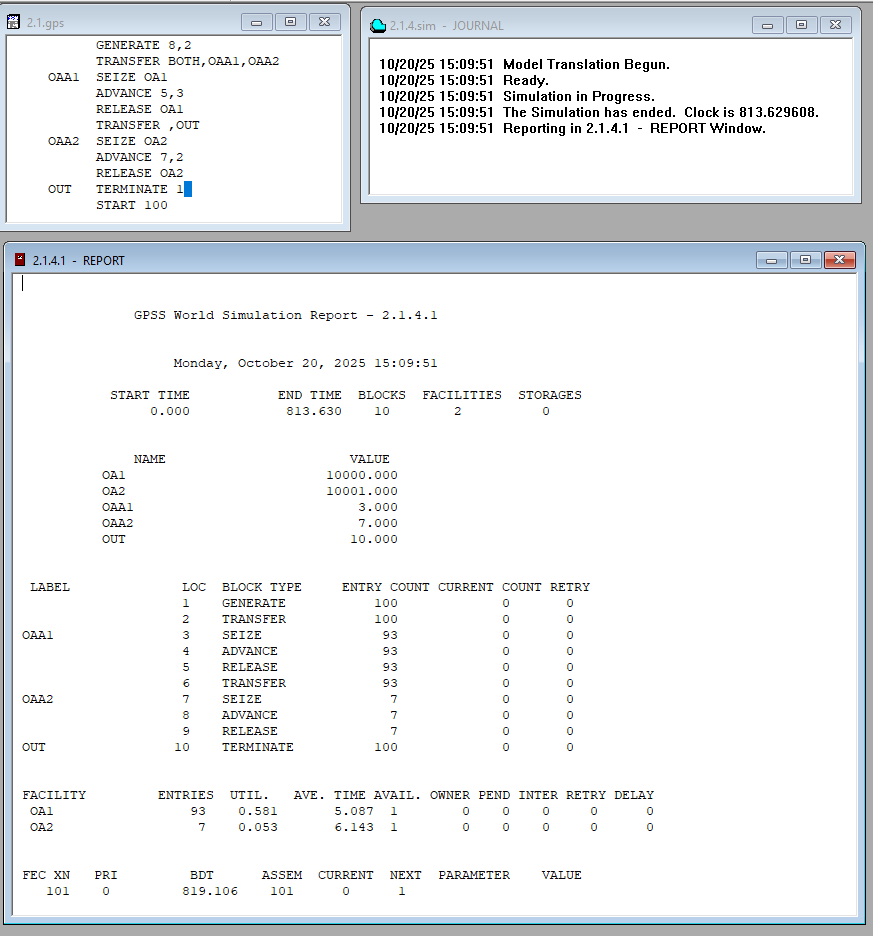 2.1.gps
GENERATE 8,2
TRANSFER BOTH,OAA1,OAA2
OAA1 SEIZE OA1
ADVANCE 5,3
RELEASE OA1
TRANSFER ,OUT
OAA2 SEIZE OA2
ADVANCE 7,2
RELEASE OA2
OUT TERMINATE 1
START 100
2.1.4.sim - JOURNAL
10/20/25 15:09:51 Model Translation Begun.
10/20/25 15:09:51 Ready.
10/20/25 15:09:51 Simulation in Progress.
10/20/25 15:09:51 The Simulation has ended. Clock is 813.629608.
10/20/25 15:09:51 Reporting in 2.1.4.1 - REPORT Window.
2.1.4.1 - REPORT
GPSS World Simulation Report - 2.1.4.1
Monday, October 20, 2025 15:09:51
START TIME END TIME BLOCKS FACILITIES STORAGES
0.000 813.630 10 2 0
NAME VALUE
OA1 10000.000
OA2 10001.000
OAA1 3.000
OAA2 7.000
OUT 10.000
LABEL LOC BLOCK TYPE ENTRY COUNT CURRENT COUNT RETRY
1 GENERATE 100 0 0
2 TRANSFER 100 0 0
OAA1 3 SEIZE 93 0 0
4 ADVANCE 93 0 0
5 RELEASE 93 0 0
6 TRANSFER 93 0 0
OAA2 7 SEIZE 7 0 0
8 ADVANCE 7 0 0
9 RELEASE 7 0 0
OUT 10 TERMINATE 100 0 0
FACILITY ENTRIES UTIL. AVE. TIME AVAIL. OWNER PEND INTER RETRY DELAY
OA1 93 0.581 5.087 1 0 0 0 0 0
OA2 7 0.053 6.143 1 0 0 0 0 0
FEC XN PRI BDT ASSEM CURRENT NEXT PARAMETER VALUE
101 0 819.106 101 0 1